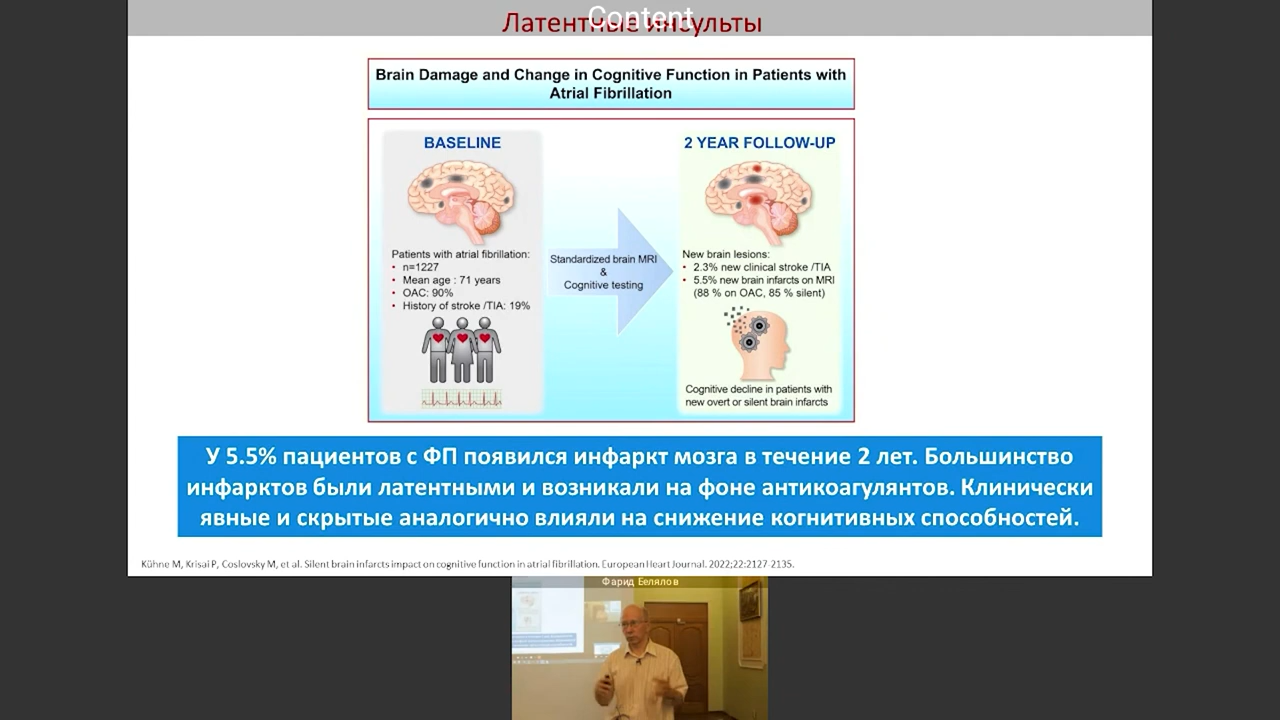 Латентные инсульты
Content
Brain Damage and Change in Cognitive Function in Patients with
Atrial Fibrillation
BASELINE
Patients with atrial fibrillation:
• n=1227
• Mean age : 71 years
• OAC: 90%
• History of stroke /TIA: 19%
Standardized brain MRI
&
Cognitive testing
2 YEAR FOLLOW-UP
New brain lesions:
• 2.3% new clinical stroke /TIA
• 5.5% new brain infarcts on MRI
(88 % on OAC, 85 % silent)
Cognitive decline in patients with
new overt or silent brain infarcts
У 5.5% пациентов с ФП появился инфаркт мозга в течение 2 лет. Большинство
инфарктов были латентными и возникали на фоне антикоагулянтов. Клинически
явные и скрытые аналогично влияли на снижение когнитивных способностей.
Kühne M, Krisai P, Coslovsky M, et al. Silent brain infarcts impact on cognitive function in atrial fibrillation. European Heart Journal. 2022;22:2127-2135.
Фарид Белялов